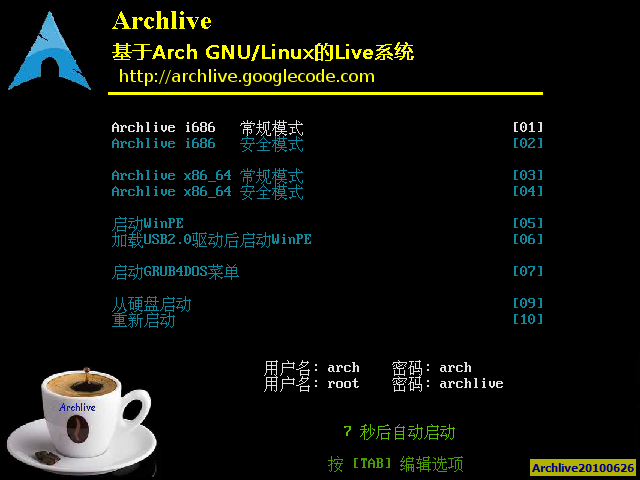 Archlive
基于Arch GNU/Linux的Live系统
http://archlive.googlecode.com
Archlive i686 常规模式 [01]
Archlive i686 安全模式 [02]
Archlive x86_64 常规模式 [03]
Archlive x86_64 安全模式 [04]
启动WinPE [05]
加载USB2.0驱动后启动WinPE [06]
启动GRUB4DOS菜单 [07]
从硬盘启动 [09]
重新启动 [10]
用户名: arch 密码: arch
用户名: root 密码: archlive
Archlive
7 秒后自动启动
按 [TAB] 编辑选项
Archlive20100626